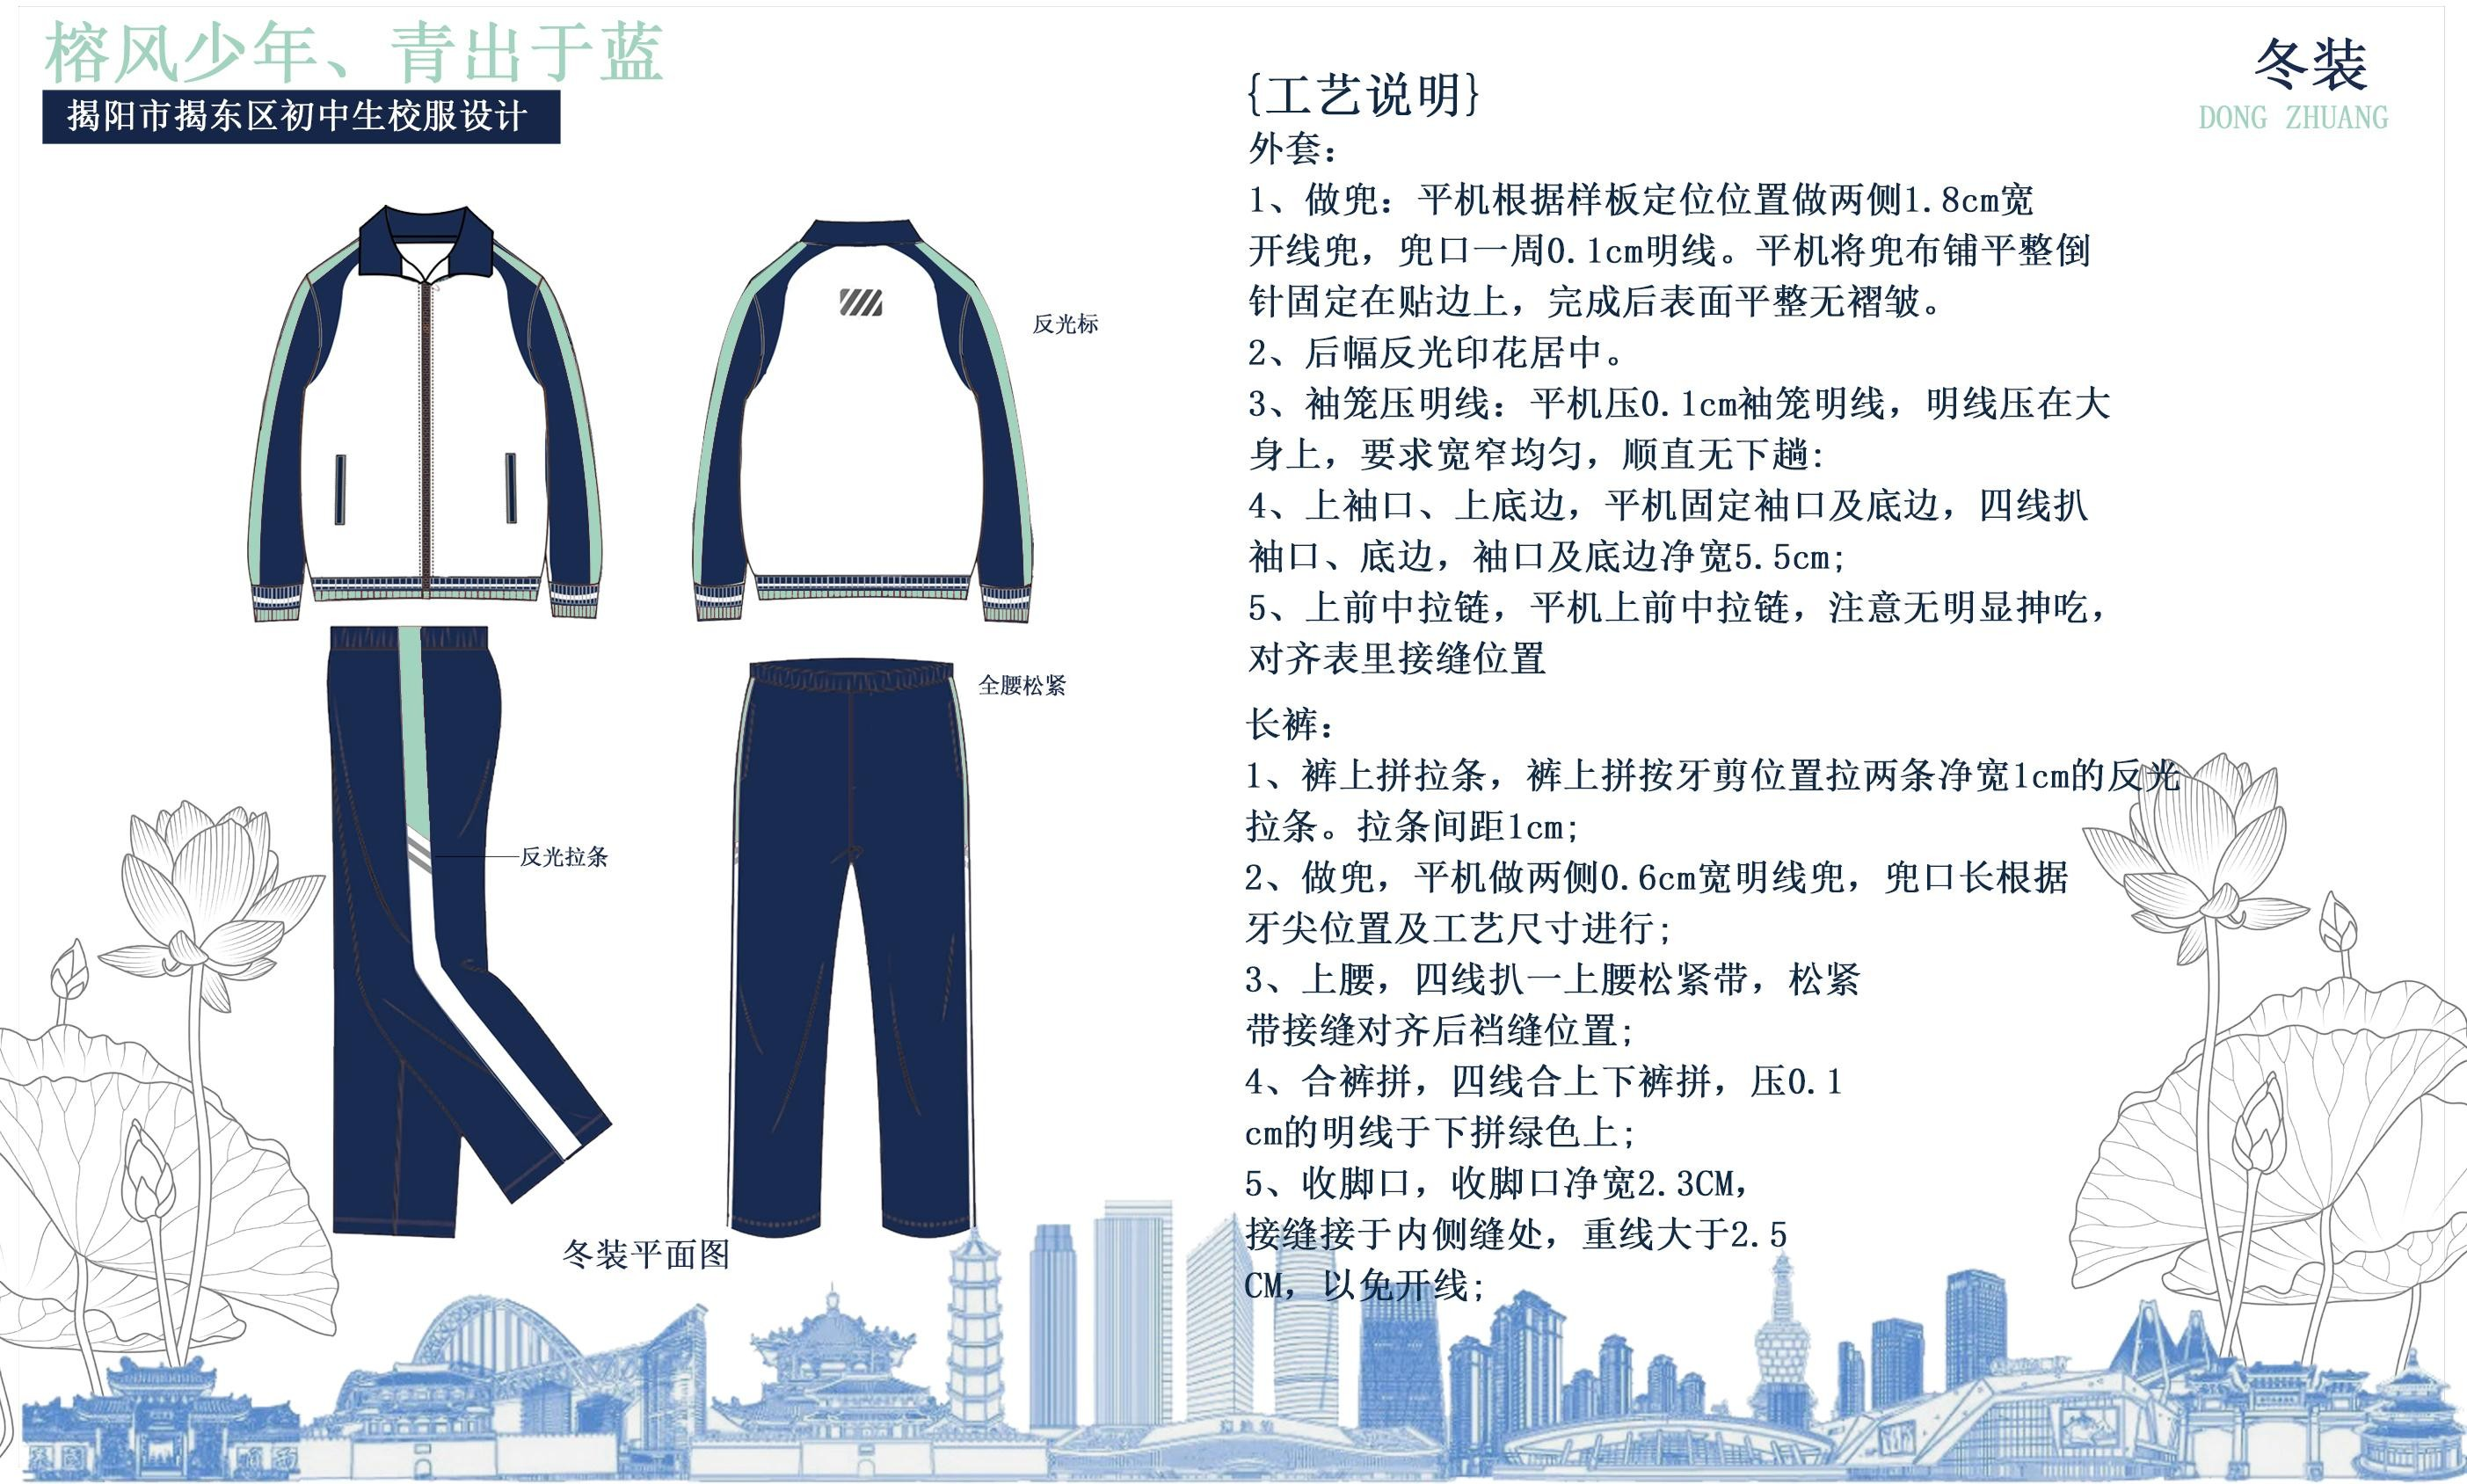 榕风少年、青出于蓝
揭阳市揭东区初中生校服设计
冬装
DONG ZHUANG
反光标
全腰松紧
反光拉条
冬装平面图
{工艺说明}
外套：
1、做兜：平机根据样板定位位置做两侧1.8cm宽
开线兜，兜口一周0.1cm明线。平机将兜布铺平整倒
针固定在贴边上，完成后表面平整无褶皱。
2、后幅反光印花居中。
3、袖笼压明线：平机压0.1cm袖笼明线，明线压在大
身上，要求宽窄均匀，顺直无下趟:
4、上袖口、上底边，平机固定袖口及底边，四线扒
袖口、底边，袖口及底边净宽5.5cm;
5、上前中拉链，平机上前中拉链，注意无明显抻吃，
对齐表里接缝位置
长裤：
1、裤上拼拉条，裤上拼按牙剪位置拉两条净宽1cm的反光
拉条。拉条间距1cm;
2、做兜，平机做两侧0.6cm宽明线兜，兜口长根据
牙尖位置及工艺尺寸进行;
3、上腰，四线扒一上腰松紧带，松紧
带接缝对齐后裆缝位置;
4、合裤拼，四线合上下裤拼，压0.1
cm的明线于下拼绿色上;
5、收脚口，收脚口净宽2.3CM，
接缝接于内侧缝处，重线大于2.5
CM，以免开线;